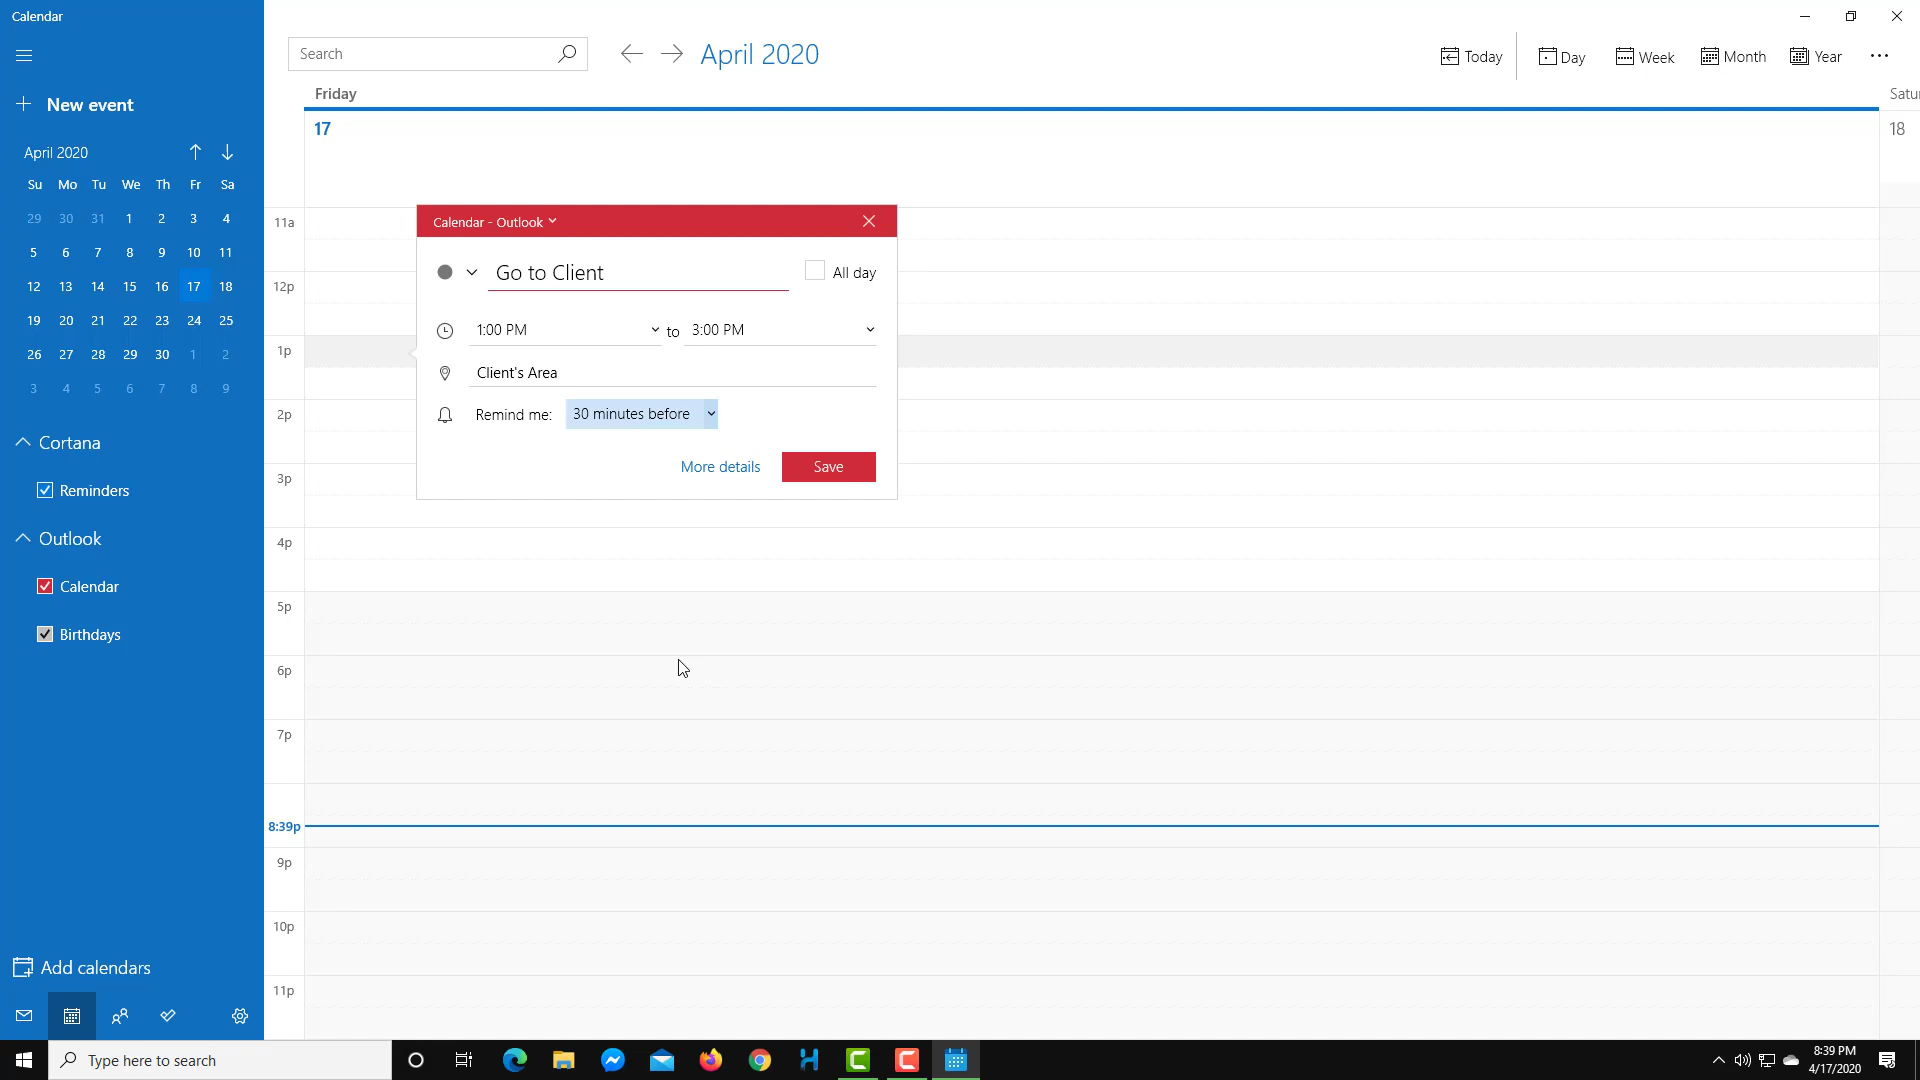 Calendar
Search
April 2020
Today
Day
Week
Month
Year
New event
April 2020
Su Mo Tu We Th Fr Sa
29 30 31 1 2 3 4
5 6 7 8 9 10 11
12 13 14 15 16 17 18
19 20 21 22 23 24 25
26 27 28 29 30 1 2
3 4 5 6 7 8 9
Cortana
Reminders
Outlook
Calendar
Birthdays
Add calendars
Friday
Satu
17
18
11a
12p
1p
2p
3p
4p
5p
6p
7p
8:39p
9p
10p
11p
Calendar - Outlook
Go to Client
All day
1:00 PM to 3:00 PM
Client's Area
Remind me: 30 minutes before
More details
Save
Type here to search
8:39 PM
4/17/2020